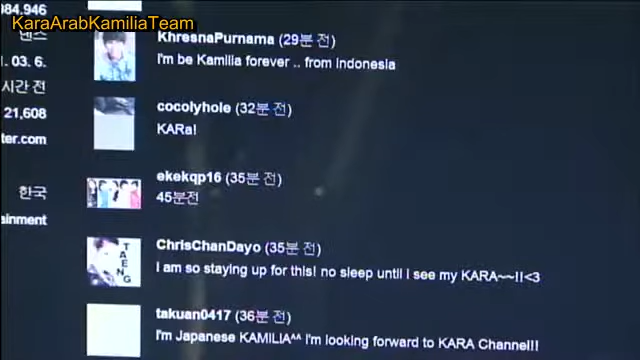 KaraArabKamiliaTeam
984.946
댄스
KhresnaPurnama (29분 전)
I'm be Kamilia forever .. from indonesia
1. 03. 6.
시간 전
21,608
cocolyhole (32분 전)
KARa!
ter.com
ekekqp16 (35분 전)
45분전
한국
ainment
ChrisChanDayo (35분 전)
I am so staying up for this! no sleep until i see my KARA~~!!<3
TAENG
takuan0417 (36분 전)
I'm Japanese KAMILIA^^ I'm looking forward to KARA Channel!!